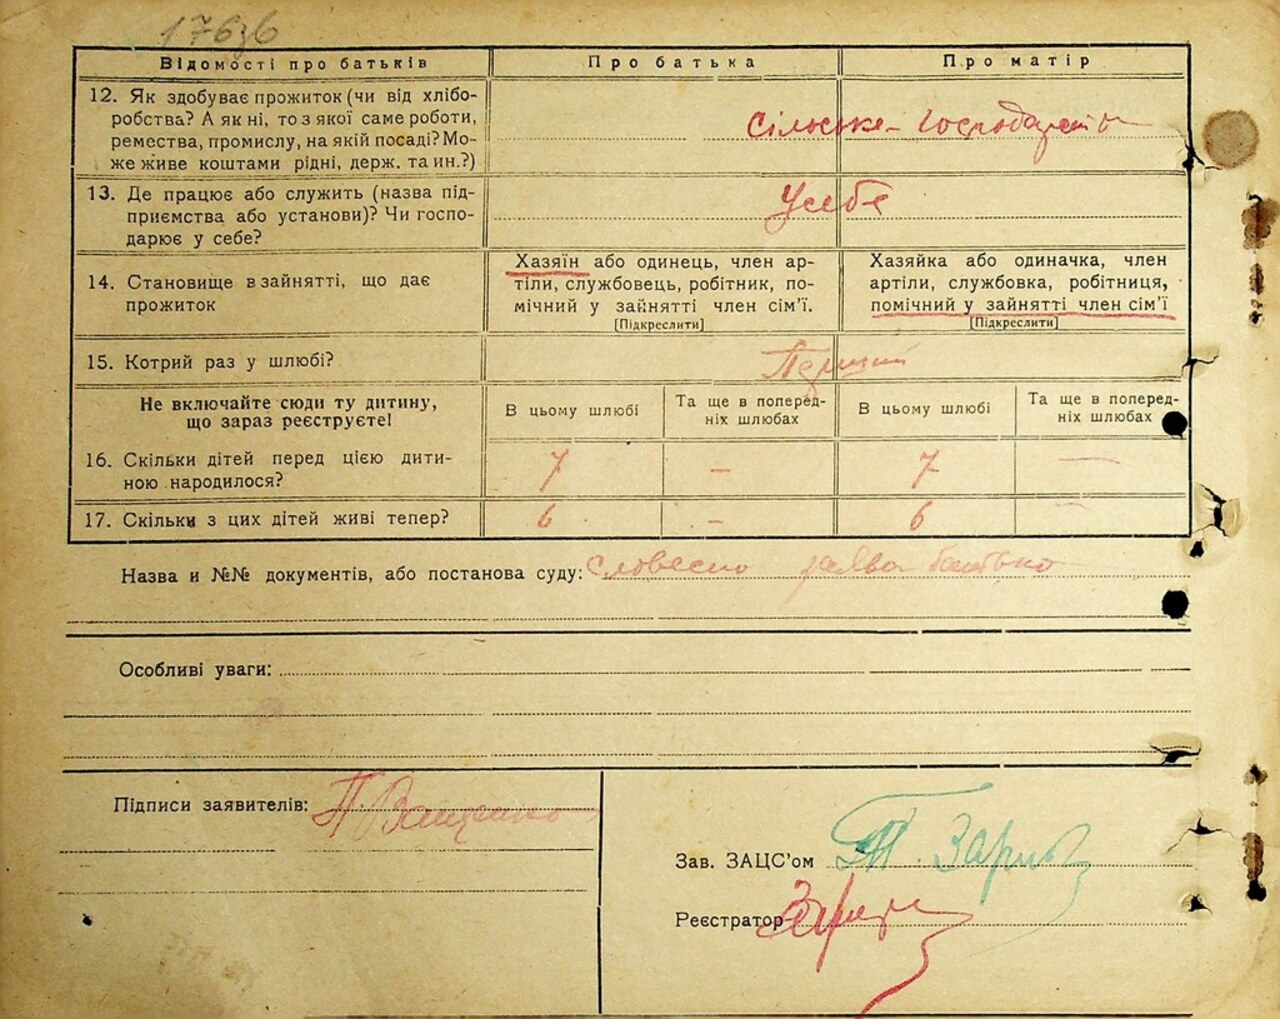 Відомості про батьків
Про батька
Про матір
12. Як здобуває прожиток (чи від хлібо-
робства? А як ні, то з якої саме роботи,
ремества, промислу, на якій посаді? Мо-
же живе коштами рідні, держ. та ин.?)
Сільське-господарств
13. Де працює або служить (назва під-
приємства або установи)? Чи госпо-
дарює у себе?
У себе
14. Становище в зайнятті, що дає
прожиток
Хазяїн або одинець, член ар-
тіли, службовець, робітник, по-
мічний у зайнятті член сім'ї.
[Підкреслити]
Хазяйка або одиначка, член
артіли, службовка, робітниця,
помічний у зайнятті член сім'ї
[Підкреслити]
15. Котрий раз у шлюбі?
Не включайте сюди ту дитину,
що зараз реєструєте!
В цьому шлюбі
Та ще в поперед-
ніх шлюбах
В цьому шлюбі
Та ще в поперед-
ніх шлюбах
16. Скільки дітей перед цією дити-
ною народилося?
7 – 7 —
17. Скільки з цих дітей живі тепер?
6 – 6 –
Назва и №№ документів, або постанова суду: словесно заява батько
Особливі уваги:
Підписи заявителів: П. Ващенко
Зав. ЗАЦС'ом
Реєстратор